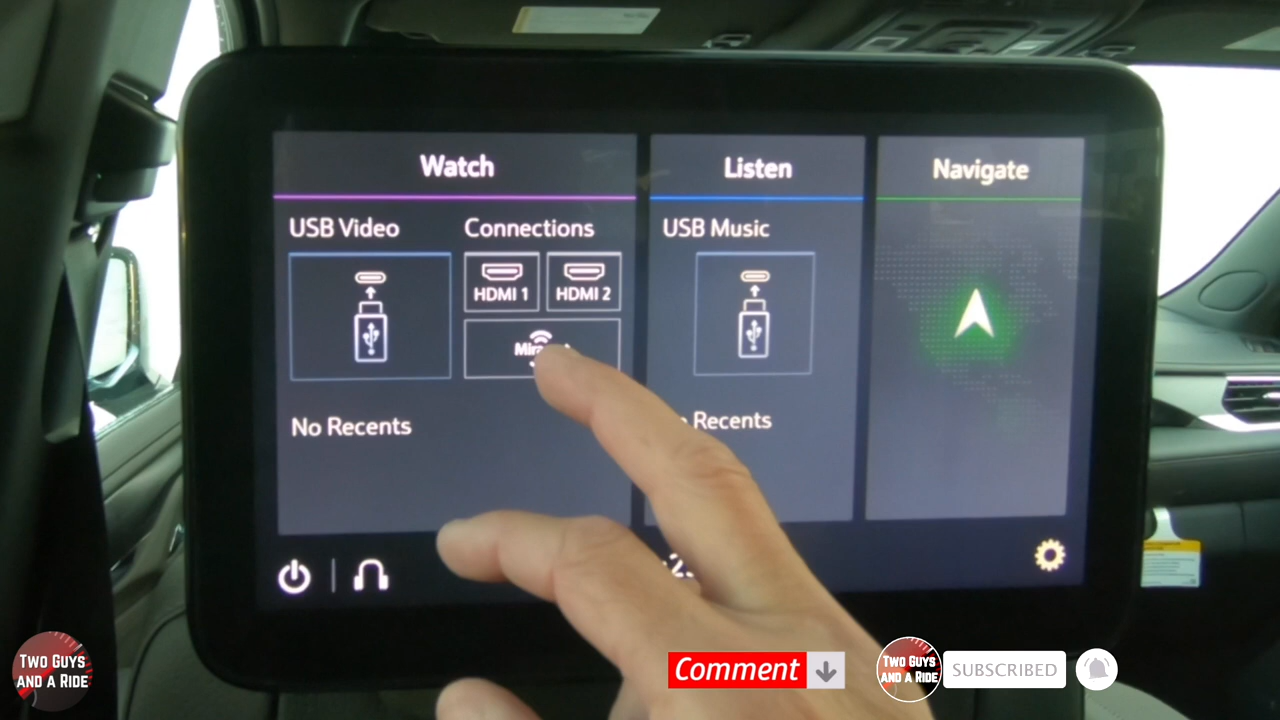 Watch
Listen
Navigate
USB Video
Connections
USB Music
HDMI 1
HDMI 2
No Recents
Recents
TWO GUYS
AND A RIDE
Comment
TWO GUYS
AND A RIDE
SUBSCRIBED